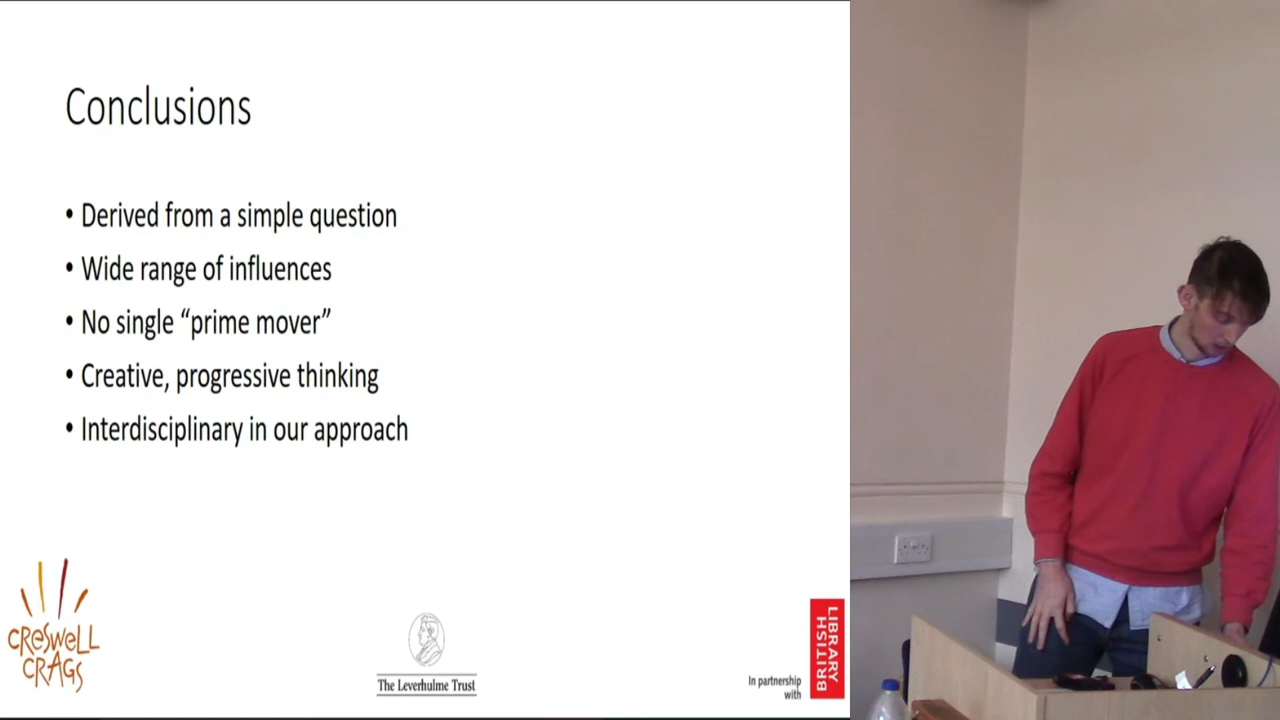 Conclusions
• Derived from a simple question
• Wide range of influences
• No single “prime mover”
• Creative, progressive thinking
• Interdisciplinary in our approach
CRESWELL
CRAGS
The Leverhulme Trust
In partnership
with
LIBRARY
BRITISH